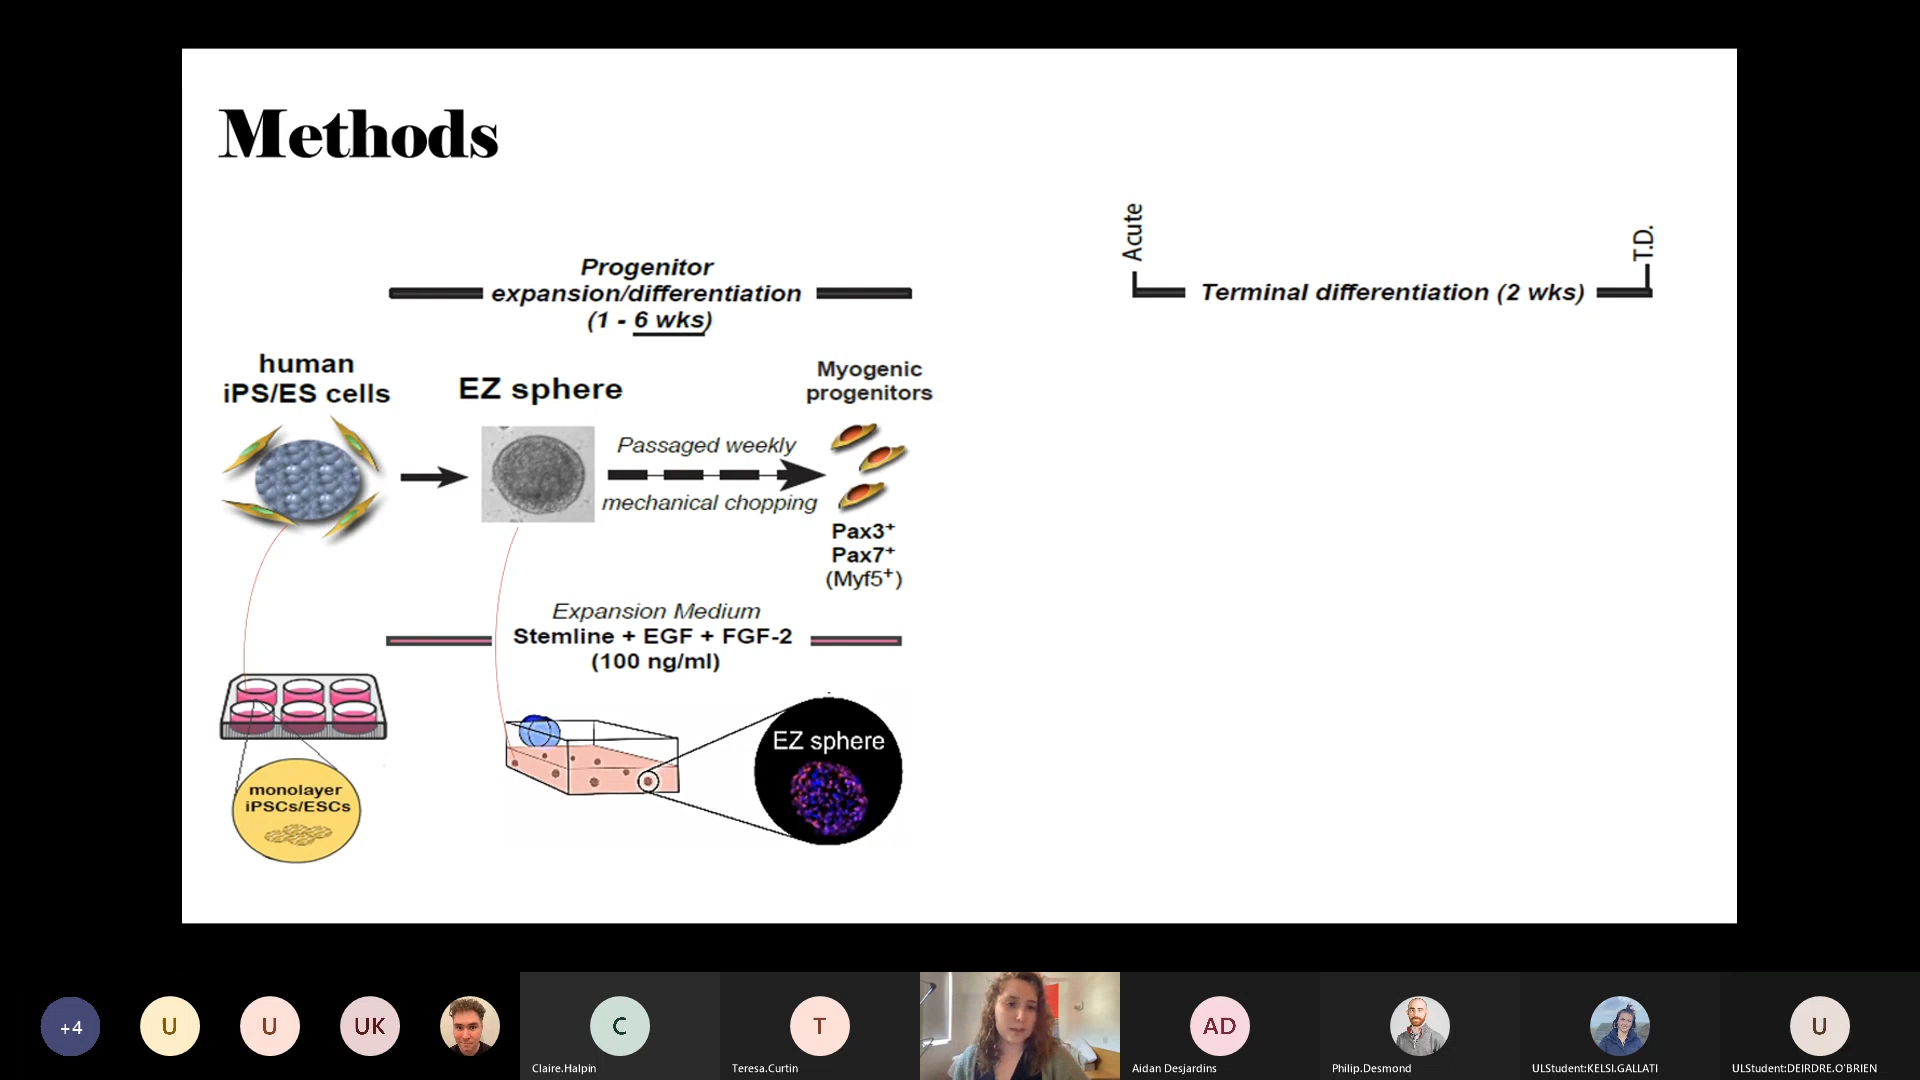 Methods
Progenitor
expansion/differentiation
(1 - 6 wks)
Acute
T.D.
Terminal differentiation (2 wks)
human
iPS/ES cells
EZ sphere
Myogenic
progenitors
Passaged weekly
mechanical chopping
Pax3⁺
Pax7⁺
(Myf5⁺)
Expansion Medium
Stemline + EGF + FGF-2
(100 ng/ml)
monolayer
iPSCs/ESCs
EZ sphere
+4
U
U
UK
C
T
AD
U
Claire.Halpin
Teresa.Curtin
Aidan Desjardins
Philip.Desmond
ULStudent:KELSI.GALLATI
ULStudent:DEIRDRE.O'BRIEN